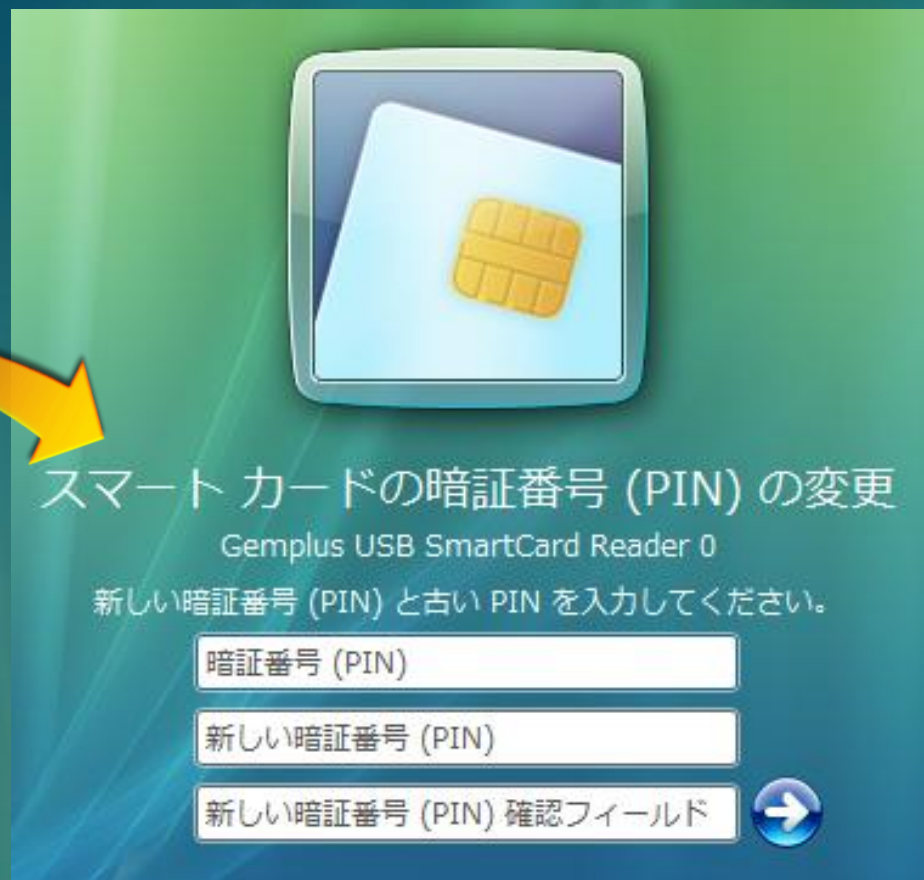 スマート カードの暗証番号 (PIN) の変更
Gemplus USB SmartCard Reader 0
新しい暗証番号 (PIN) と古い PIN を入力してください。
暗証番号 (PIN)
新しい暗証番号 (PIN)
新しい暗証番号 (PIN) 確認フィールド